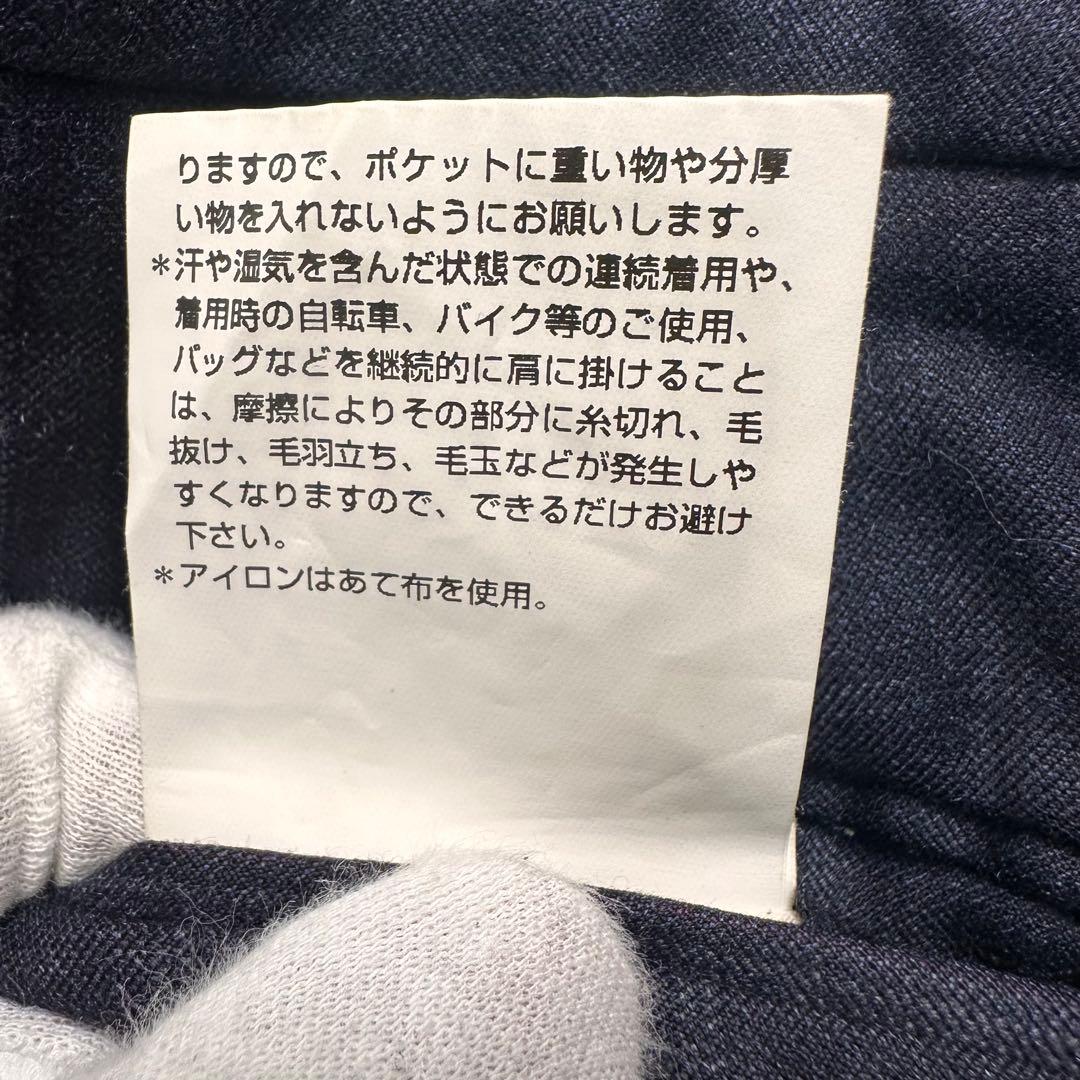 りますので、ポケットに重い物や分厚
い物を入れないようにお願いします。
＊汗や湿気を含んだ状態での連続着用や、
着用時の自転車、バイク等のご使用、
バッグなどを継続的に肩に掛けること
は、摩擦によりその部分に糸切れ、毛
抜け、毛羽立ち、毛玉などが発生しや
すくなりますので、できるだけお避け
下さい。
＊アイロンはあて布を使用。